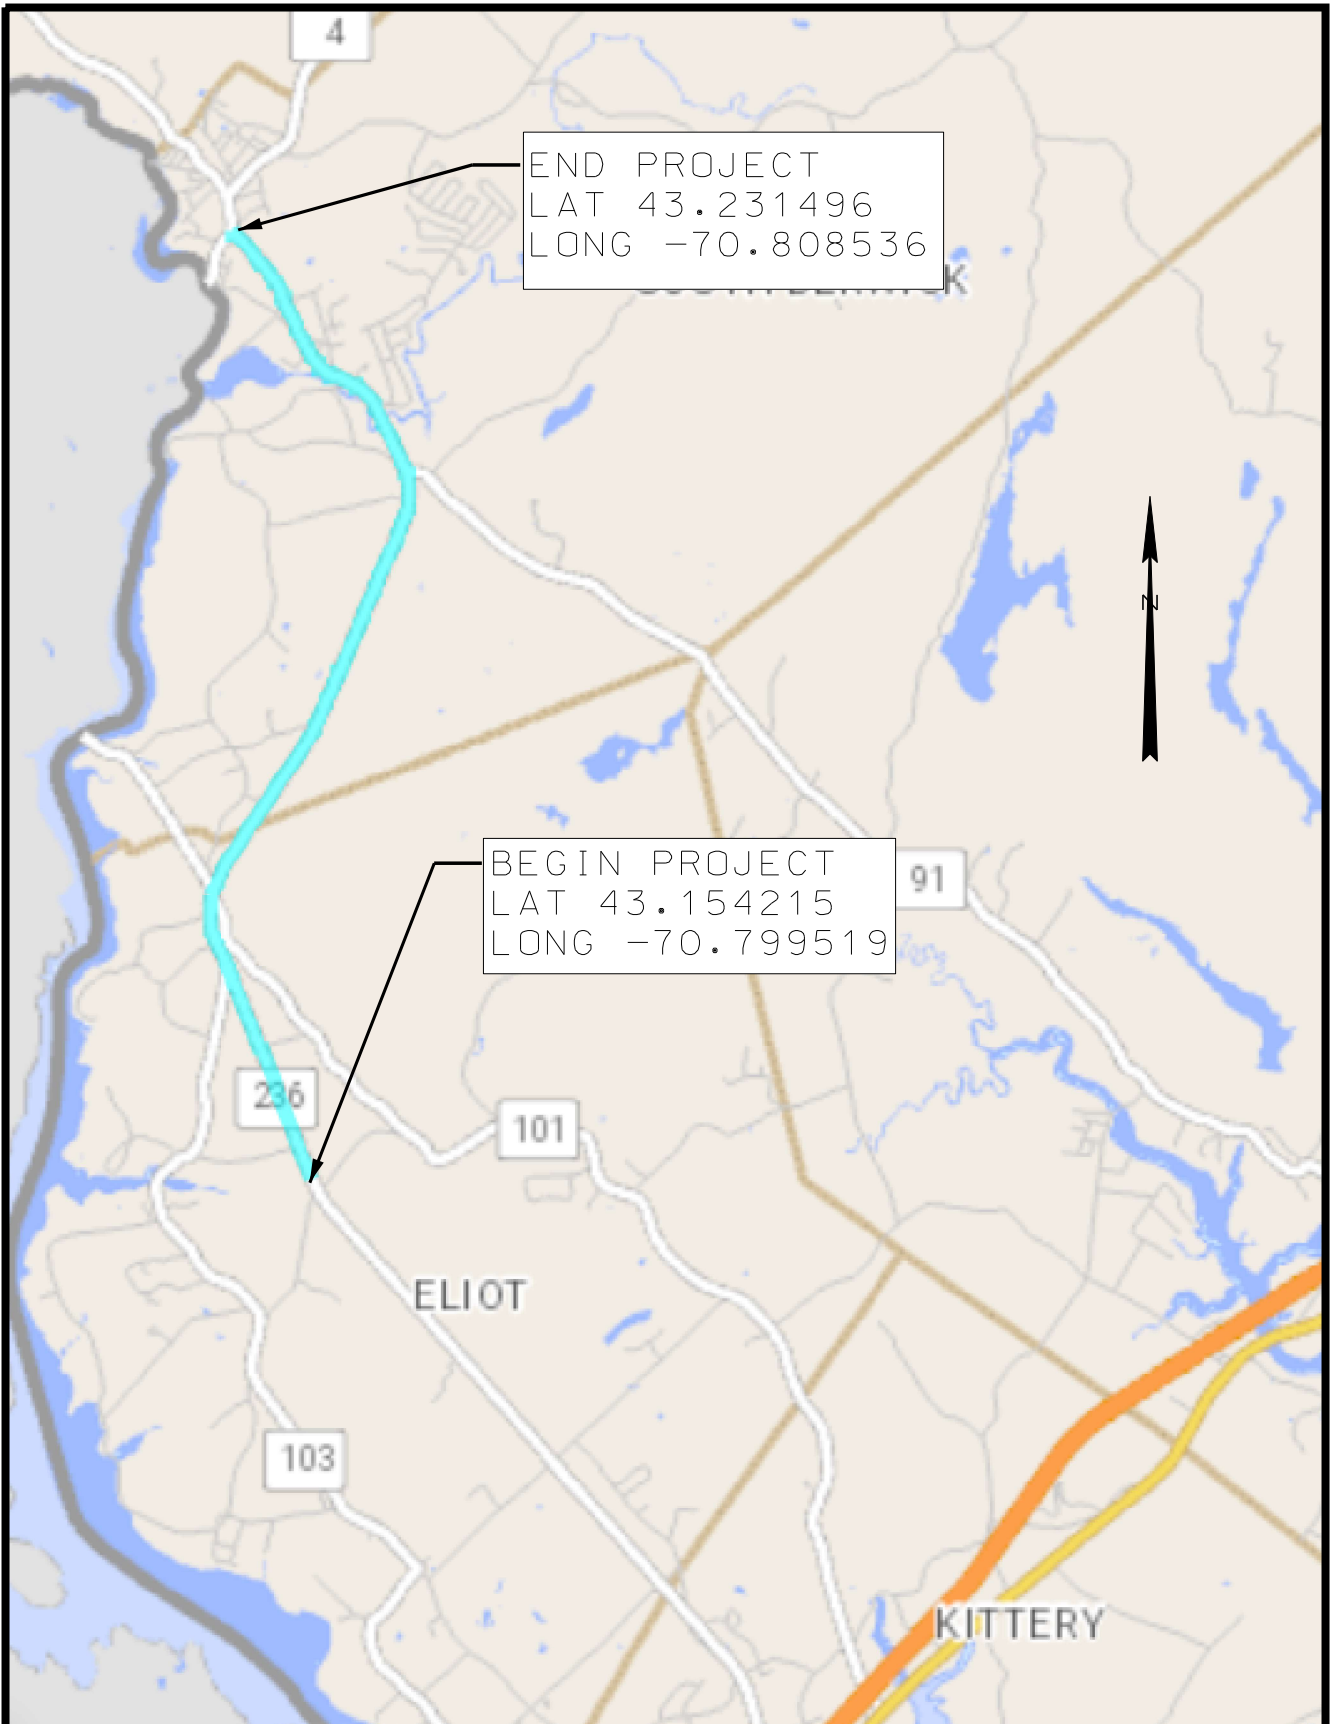 4
END PROJECT
LAT 43.231496
LONG -70.808536
BEGIN PROJECT
LAT 43.154215
LONG -70.799519
91
N
236
101
ELIOT
103
KITTERY